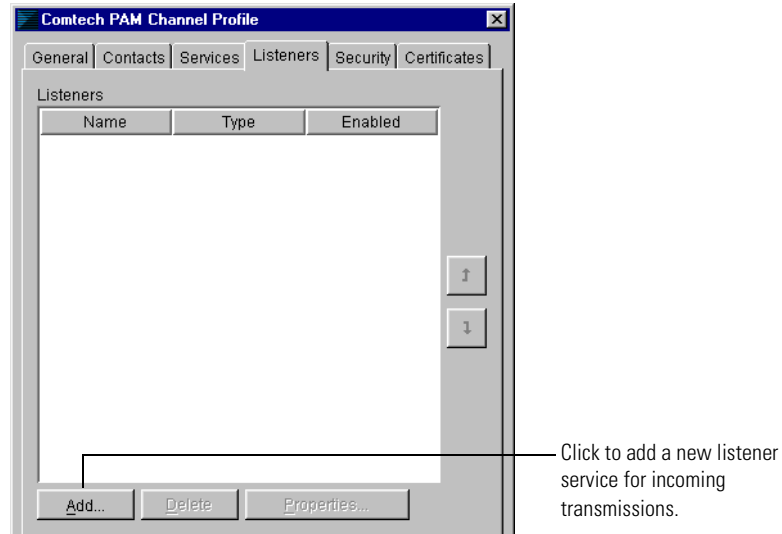 Comtech PAM Channel Profile
General Contacts Services Listeners Security Certificates
Listeners
Name Type Enabled
Add... Delete Properties...
Click to add a new listener
service for incoming
transmissions.